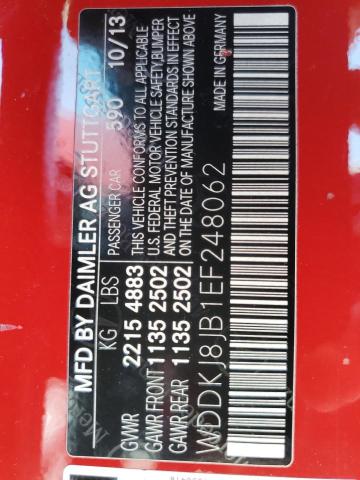 MFD BY DAIMLER AG STUTTGART
KG LBS PASSENGER CAR 590 10/13
GVWR 2215 4883 THIS VEHICLE CONFORMS TO ALL APPLICABLE
U.S. FEDERAL MOTOR VEHICLE SAFETY, BUMPER
GAWR FRONT 1135 2502 AND THEFT PREVENTION STANDARDS IN EFFECT
GAWR REAR 1135 2502 ON THE DATE OF MANUFACTURE SHOWN ABOVE.
WDDKJ8JB1EF248062 MADE IN GERMANY